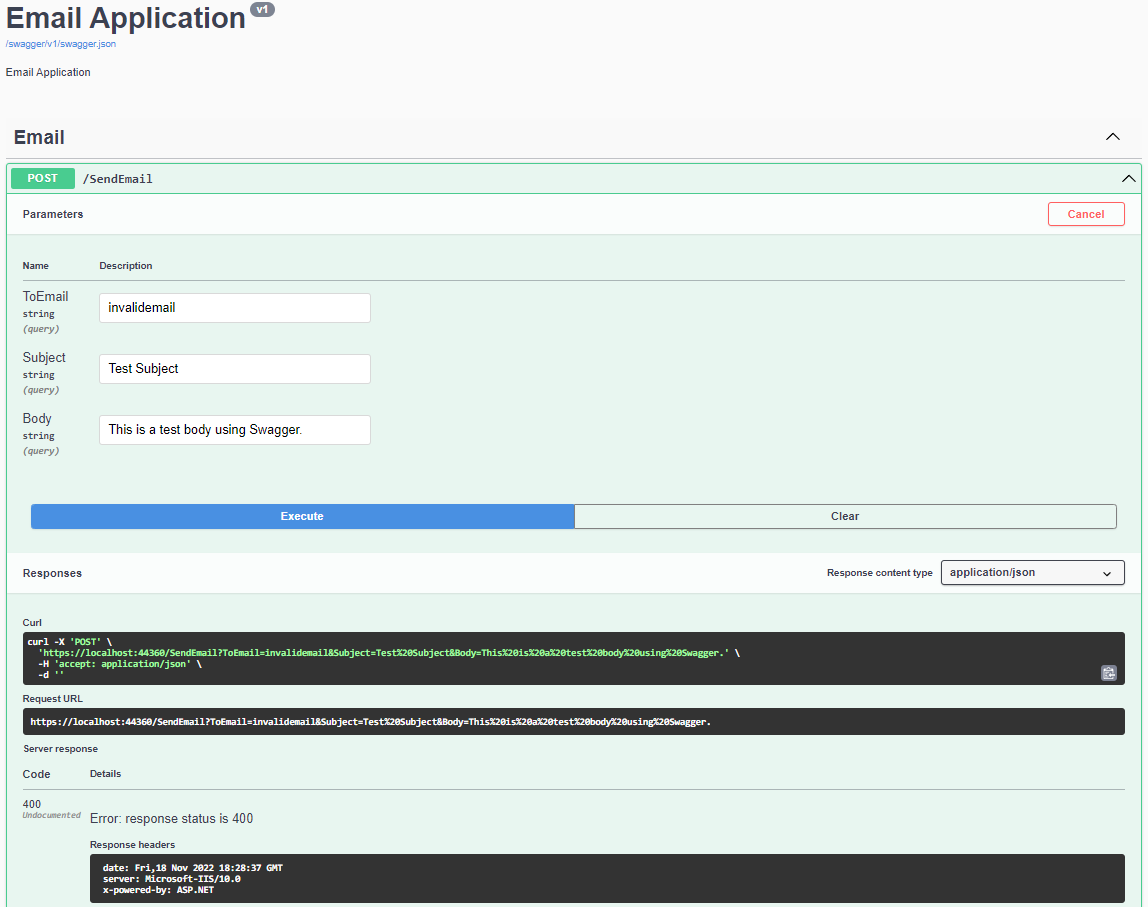 Email Application v1
/swagger/v1/swagger.json
Email Application
Email
POST /SendEmail
Parameters Cancel
Name Description
ToEmail
string
(query)
invalidemail
Subject
string
(query)
Test Subject
Body
string
(query)
This is a test body using Swagger.
Execute Clear
Responses Response content type application/json
Curl
curl -X 'POST' \
'https://localhost:44360/SendEmail?ToEmail=invalidemail&Subject=Test%20Subject&Body=This%20is%20a%20test%20body%20using%20Swagger.' \
-H 'accept: application/json' \
-d ''
Request URL
https://localhost:44360/SendEmail?ToEmail=invalidemail&Subject=Test%20Subject&Body=This%20is%20a%20test%20body%20using%20Swagger.
Server response
Code Details
400
Undocumented
Error: response status is 400
Response headers
date: Fri,18 Nov 2022 18:28:37 GMT
server: Microsoft-IIS/10.0
x-powered-by: ASP.NET